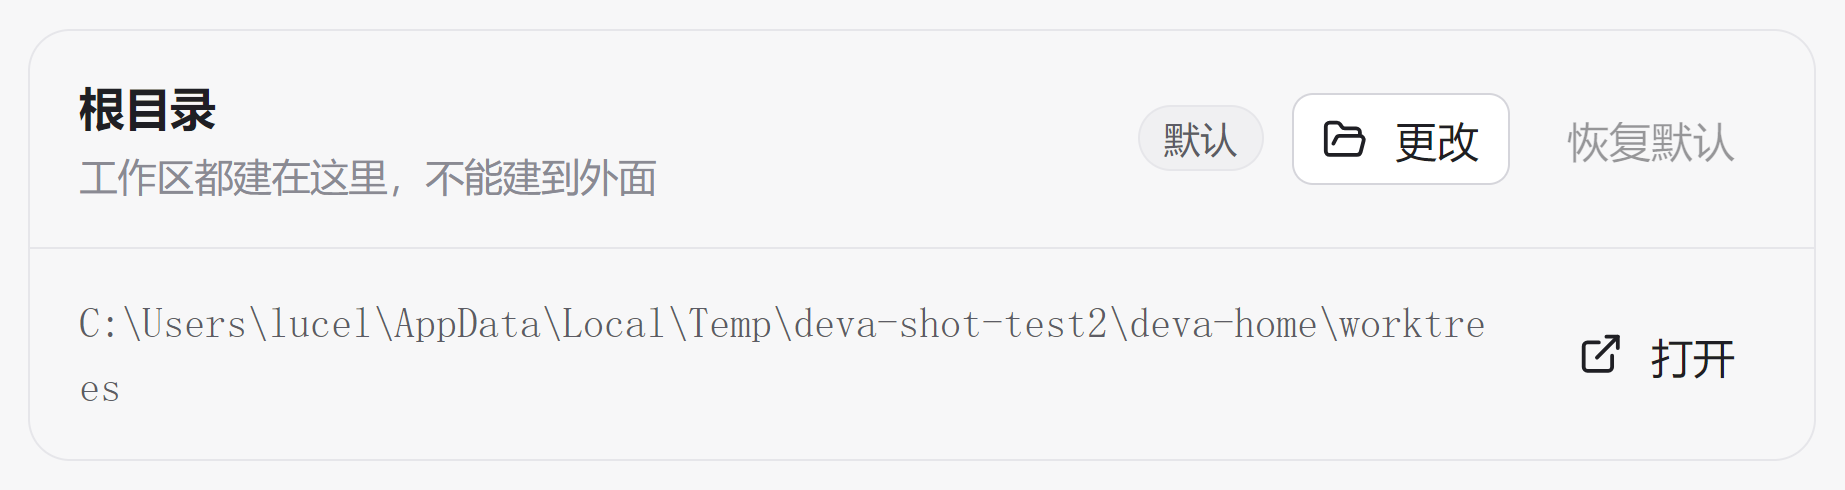 根目录
工作区都建在这里，不能建到外面
默认
更改
恢复默认
C:\Users\lucel\AppData\Local\Temp\deva-shot-test2\deva-home\worktre
es
打开